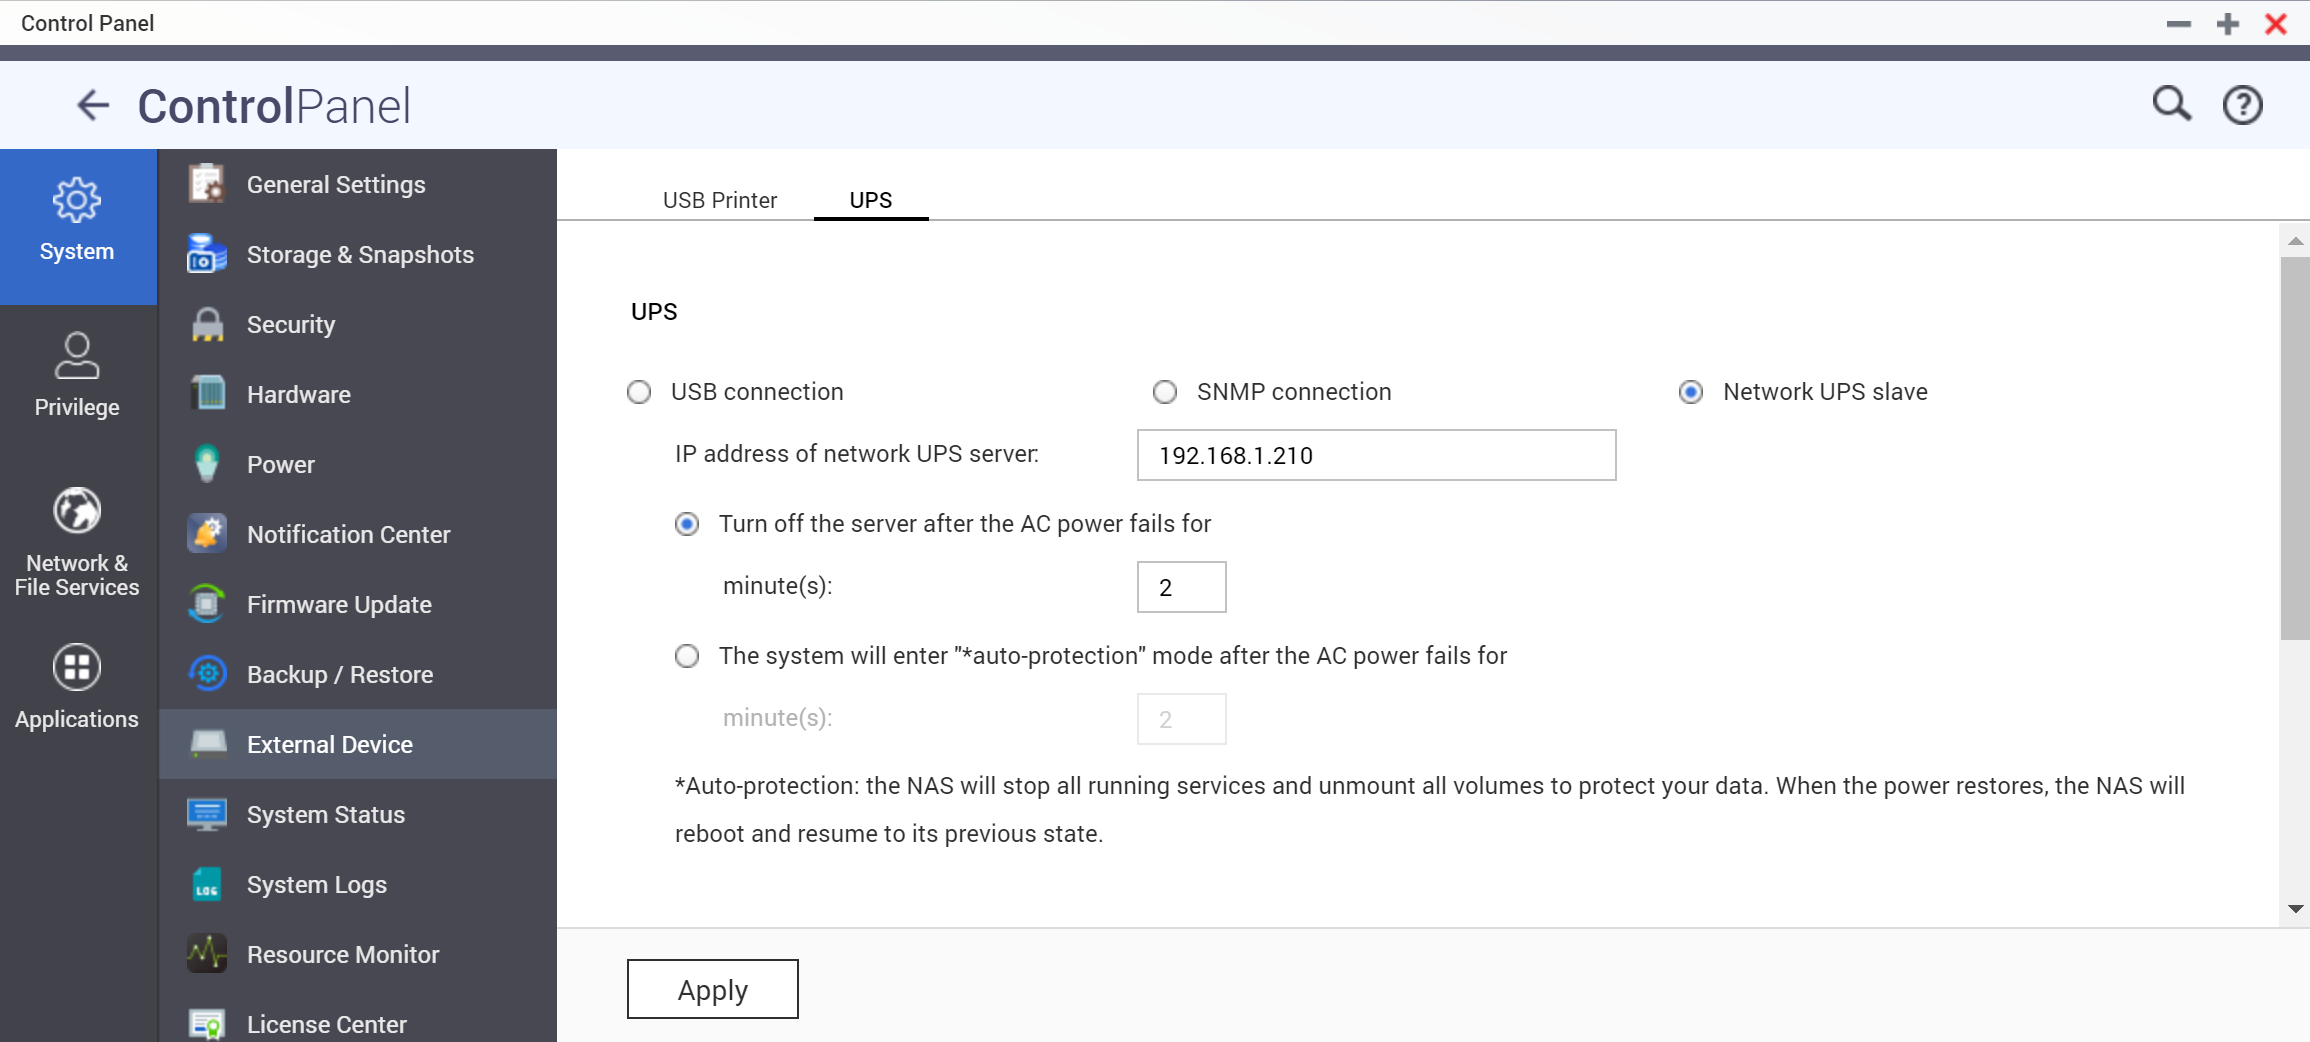 Control Panel
ControlPanel
System
Privilege
Network &
File Services
Applications
General Settings
Storage & Snapshots
Security
Hardware
Power
Notification Center
Firmware Update
Backup / Restore
External Device
System Status
LOG
System Logs
Resource Monitor
License Center
USB Printer
UPS
UPS
USB connection
SNMP connection
Network UPS slave
IP address of network UPS server:
192.168.1.210
Turn off the server after the AC power fails for
minute(s):
2
The system will enter "*auto-protection" mode after the AC power fails for
minute(s):
2
*Auto-protection: the NAS will stop all running services and unmount all volumes to protect your data. When the power restores, the NAS will
reboot and resume to its previous state.
Apply